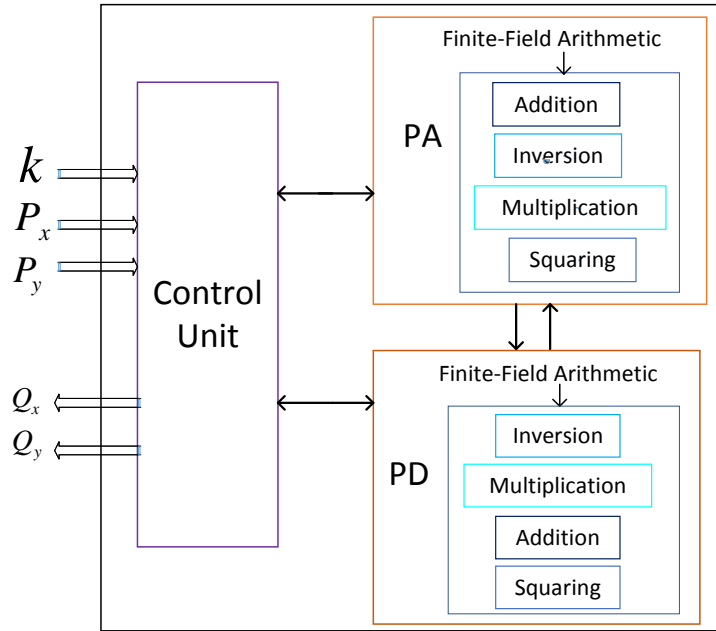 k
P_x
P_y
Q_x
Q_y
Control
Unit
Finite-Field Arithmetic
PA
Addition
Inversion
Multiplication
Squaring
Finite-Field Arithmetic
PD
Inversion
Multiplication
Addition
Squaring